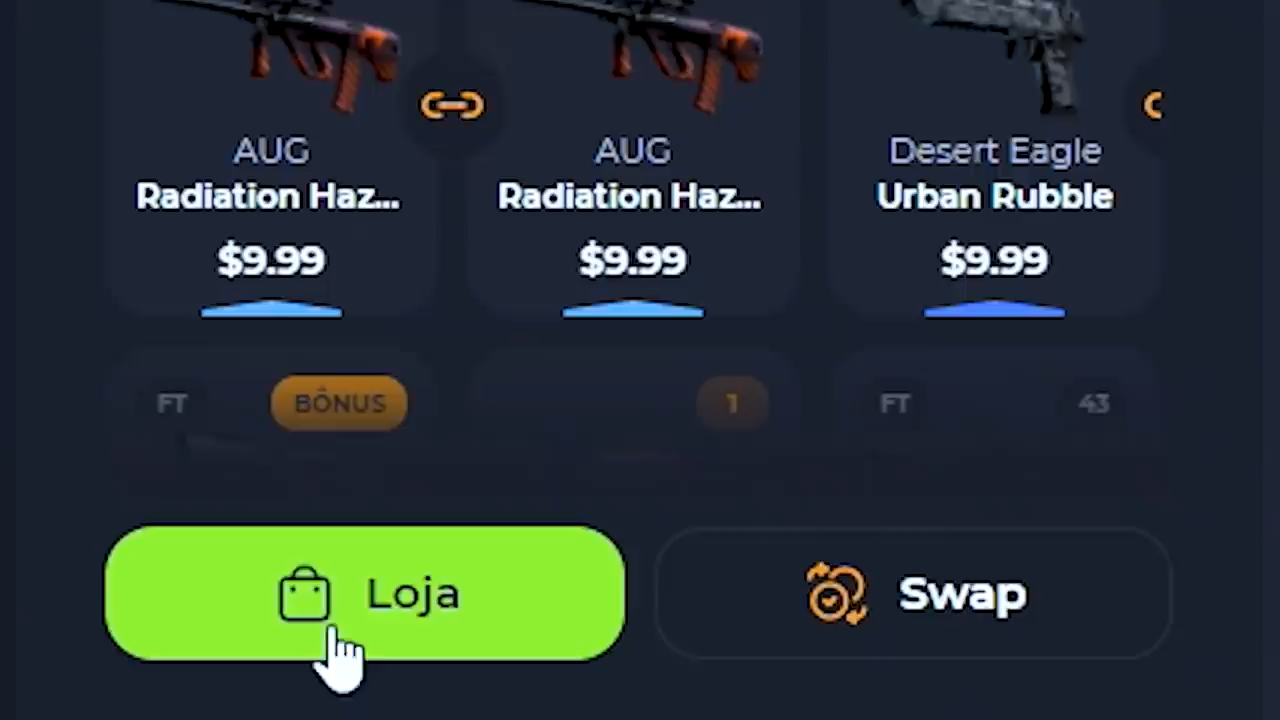 AUG
Radiation Haz...
$9.99
AUG
Radiation Haz...
$9.99
Desert Eagle
Urban Rubble
$9.99
FT
BÔNUS
1
FT
43
Loja
Swap